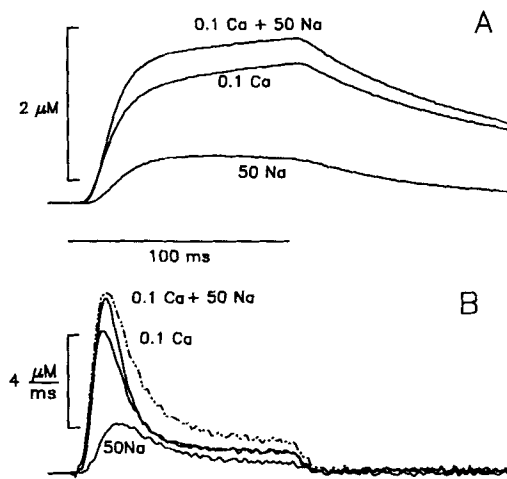 A
0.1 Ca + 50 Na
0.1 Ca
2 μM
50 Na
100 ms
B
0.1 Ca + 50 Na
0.1 Ca
4 μM/ms
50Na